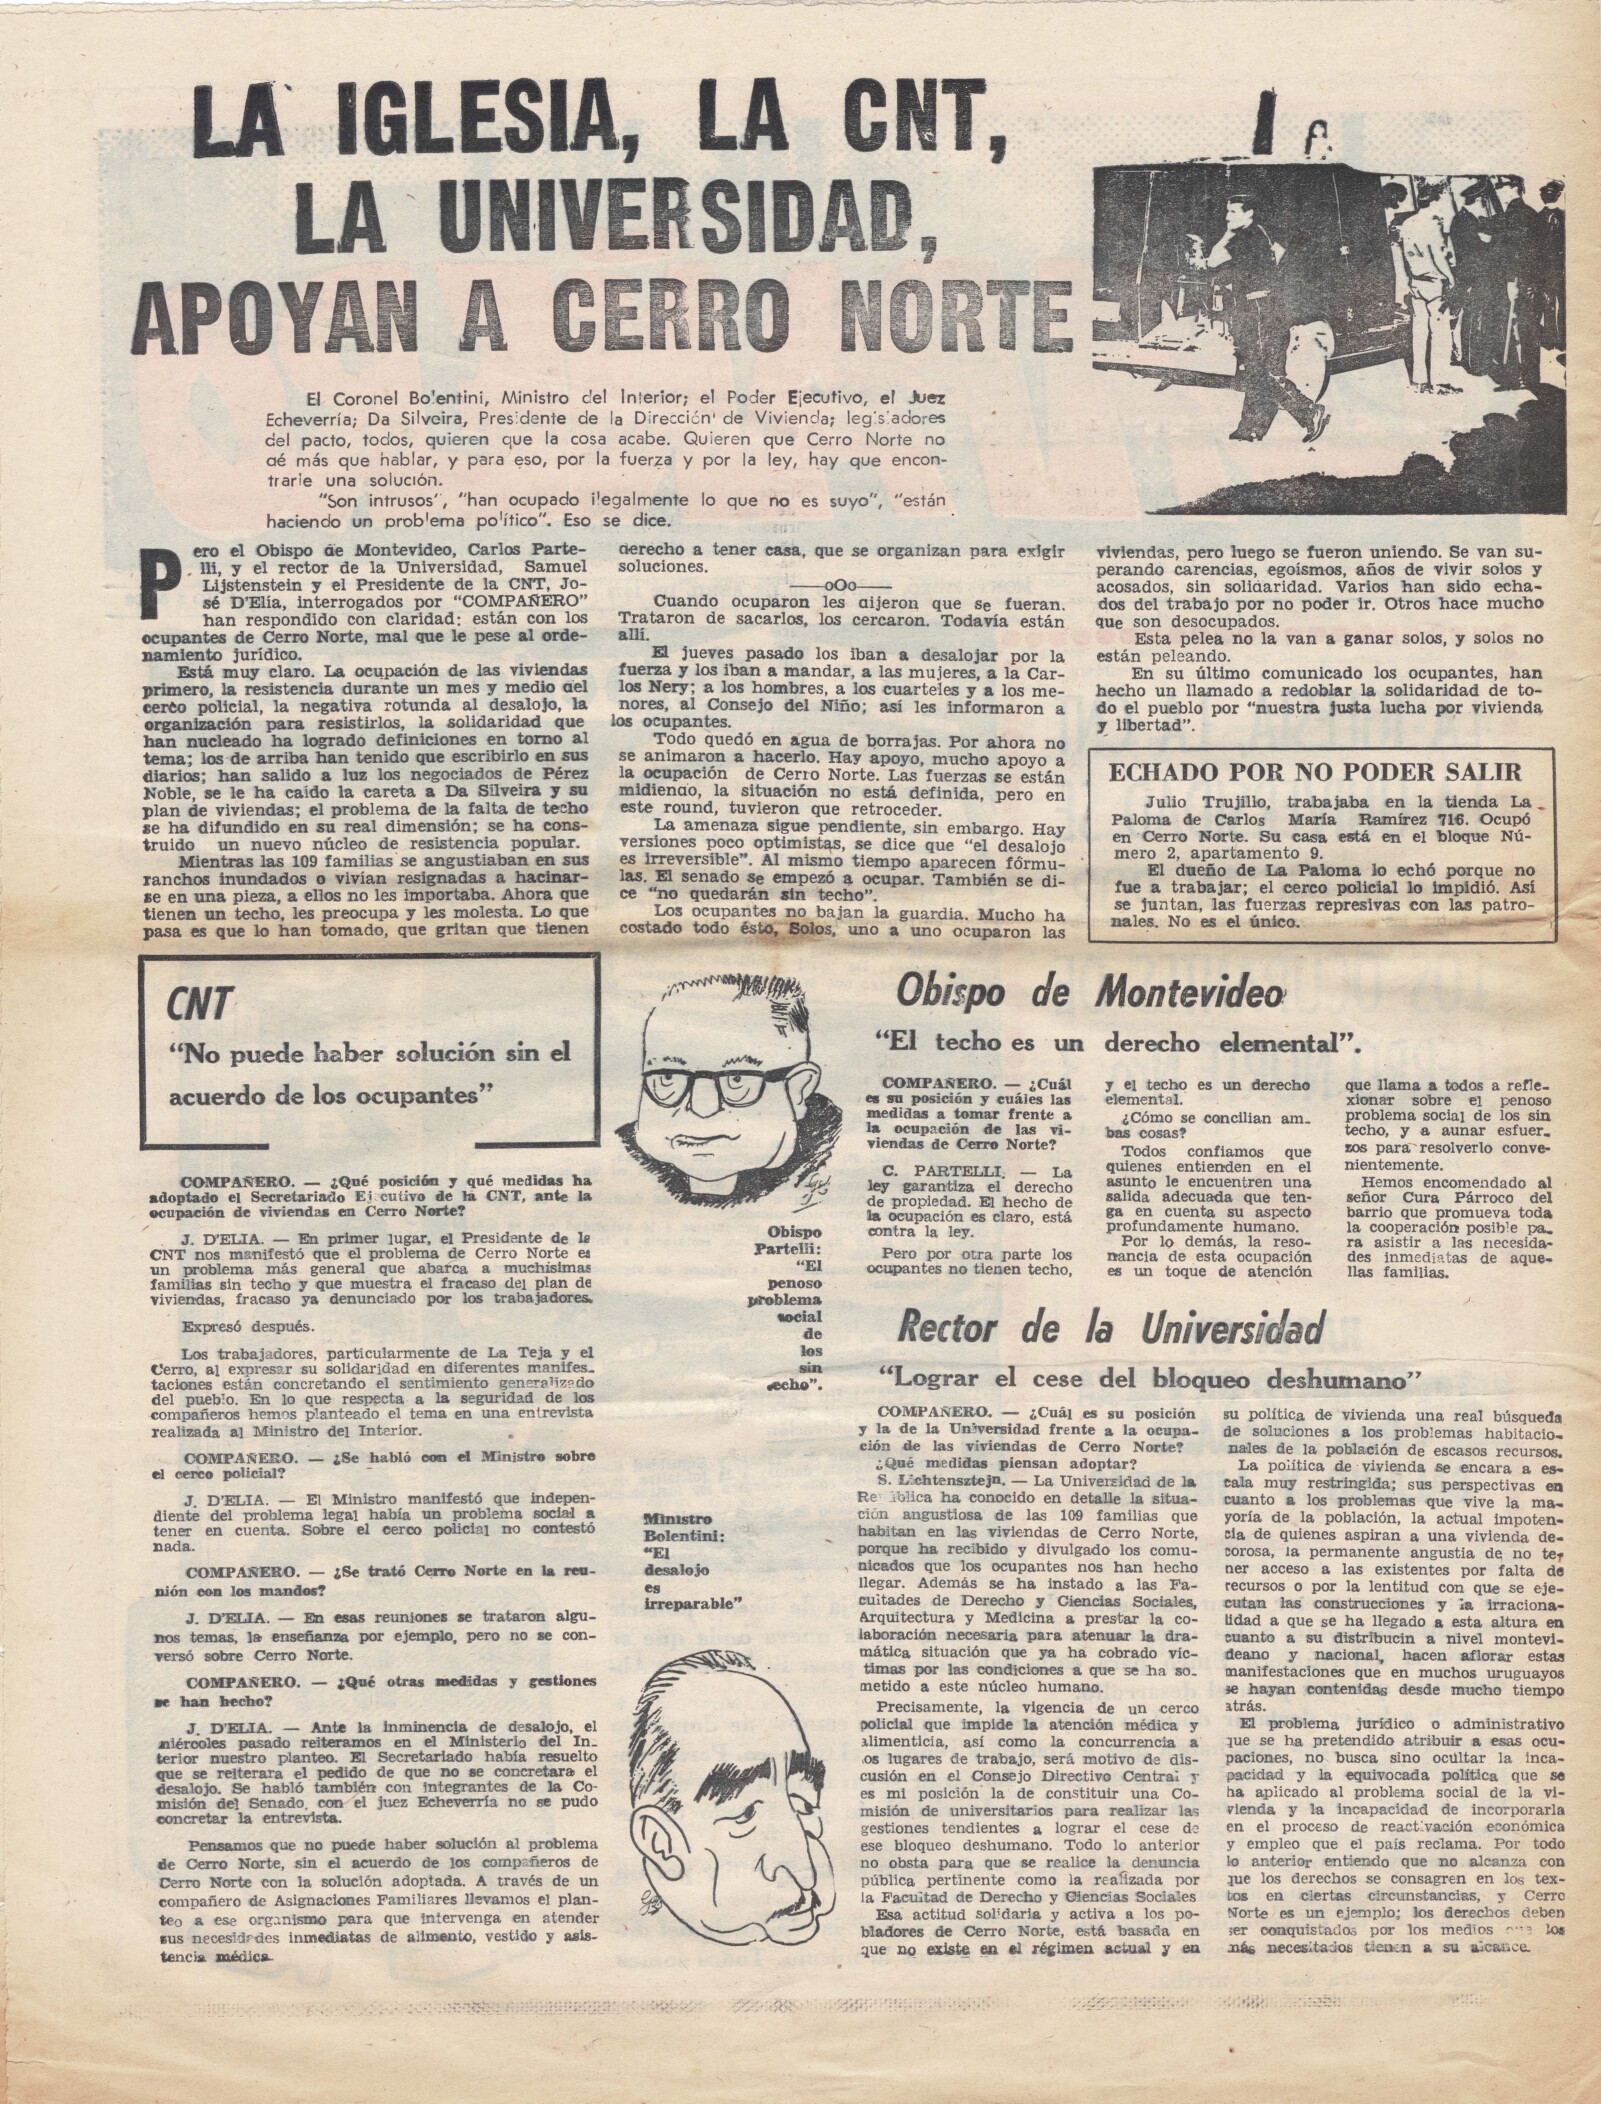 LA IGLESIA, LA CNT,
LA UNIVERSIDAD,
APOYAN A CERRO NORTE
El Coronel Bolentini, Ministro del Interior; el Poder Ejecutivo, el Juez
Echeverría; Da Silveira, Presidente de la Dirección de Vivienda; legisladores
del pacto, todos, quieren que la cosa acabe. Quieren que Cerro Norte no
dé más que hablar, y para eso, por la fuerza y por la ley, hay que encon-
trarle una solución.
"Son intrusos", "han ocupado ilegalmente lo que no es suyo", "están
haciendo un problema político". Eso se dice.
Pero el Obispo de Montevideo, Carlos Parte-
lli, y el rector de la Universidad, Samuel
Lijstenstein y el Presidente de la CNT, Jo-
sé D'Elía, interrogados por "COMPAÑERO"
han respondido con claridad: están con los
ocupantes de Cerro Norte, mal que le pese al orde-
namiento jurídico.
Está muy claro. La ocupación de las viviendas
primero, la resistencia durante un mes y medio del
cerco policial, la negativa rotunda al desalojo, la
organización para resistirlos, la solidaridad que
han nucleado ha logrado definiciones en torno al
tema; los de arriba han tenido que escribirlo en sus
diarios; han salido a luz los negociados de Pérez
Noble, se le ha caído la careta a Da Silveira y su
plan de viviendas; el problema de la falta de techo
se ha difundido en su real dimensión; se ha cons-
truido un nuevo núcleo de resistencia popular.
Mientras las 109 familias se angustiaban en sus
ranchos inundados o vivían resignadas a hacinar-
se en una pieza, a ellos no les importaba. Ahora que
tienen un techo, les preocupa y les molesta. Lo que
pasa es que lo han tomado, que gritan que tienen
derecho a tener casa, que se organizan para exigir
soluciones.
——oOo——
Cuando ocuparon les dijeron que se fueran.
Trataron de sacarlos, los cercaron. Todavía están
allí.
El jueves pasado los iban a desalojar por la
fuerza y los iban a mandar, a las mujeres, a la Car-
los Nery; a los hombres, a los cuarteles y a los me-
nores, al Consejo del Niño; así les informaron a
los ocupantes.
Todo quedó en agua de borrajas. Por ahora no
se animaron a hacerlo. Hay apoyo, mucho apoyo a
la ocupación de Cerro Norte. Las fuerzas se están
midiendo, la situación no está definida, pero en
este round, tuvieron que retroceder.
La amenaza sigue pendiente, sin embargo. Hay
versiones poco optimistas, se dice que "el desalojo
es irreversible". Al mismo tiempo aparecen fórmu-
las. El senado se empezó a ocupar. También se di-
ce "no quedarán sin techo".
Los ocupantes no bajan la guardia. Mucho ha
costado todo ésto, Solos, uno a uno ocuparon las
viviendas, pero luego se fueron uniendo. Se van su-
perando carencias, egoísmos, años de vivir solos y
acosados, sin solidaridad. Varios han sido echa-
dos del trabajo por no poder ir. Otros hace mucho
que son desocupados.
Esta pelea no la van a ganar solos, y solos no
están peleando.
En su último comunicado los ocupantes, han
hecho un llamado a redoblar la solidaridad de to-
do el pueblo por "nuestra justa lucha por vivienda
y libertad".
ECHADO POR NO PODER SALIR
Julio Trujillo, trabajaba en la tienda La
Paloma de Carlos María Ramírez 716. Ocupó
en Cerro Norte. Su casa está en el bloque Nú-
mero 2, apartamento 9.
El dueño de La Paloma lo echó porque no
fue a trabajar; el cerco policial lo impidió. Así
se juntan, las fuerzas represivas con las patro-
nales. No es el único.
CNT
"No puede haber solución sin el
acuerdo de los ocupantes"
COMPAÑERO. — ¿Qué posición y qué medidas ha
adoptado el Secretariado Ejecutivo de la CNT, ante la
ocupación de viviendas en Cerro Norte?
J. D'ELIA. — En primer lugar, el Presidente de la
CNT nos manifestó que el problema de Cerro Norte es
un problema más general que abarca a muchísimas
familias sin techo y que muestra el fracaso del plan de
viviendas, fracaso ya denunciado por los trabajadores.
Expresó después.
Los trabajadores, particularmente de La Teja y el
Cerro, al expresar su solidaridad en diferentes manifes-
taciones están concretando el sentimiento generalizado
del pueblo. En lo que respecta a la seguridad de los
compañeros hemos planteado el tema en una entrevista
realizada al Ministro del Interior.
COMPAÑERO. — ¿Se habló con el Ministro sobre
el cerco policial?
J. D'ELIA. — El Ministro manifestó que indepen-
diente del problema legal había un problema social a
tener en cuenta. Sobre el cerco policial no contestó
nada.
COMPAÑERO. — ¿Se trató Cerro Norte en la reu-
nión con los mandos?
J. D'ELIA. — En esas reuniones se trataron algu-
nos temas, la enseñanza por ejemplo, pero no se con-
versó sobre Cerro Norte.
COMPAÑERO. — ¿Qué otras medidas y gestiones
se han hecho?
J. D'ELIA. — Ante la inminencia de desalojo, el
miércoles pasado reiteramos en el Ministerio del In-
terior nuestro planteo. El Secretariado había resuelto
que se reiterara el pedido de que no se concretara el
desalojo. Se habló también con integrantes de la Co-
misión del Senado, con el juez Echeverría no se pudo
concretar la entrevista.
Pensamos que no puede haber solución al problema
de Cerro Norte, sin el acuerdo de los compañeros de
Cerro Norte con la solución adoptada. A través de un
compañero de Asignaciones Familiares llevamos el plan-
teo a ese organismo para que intervenga en atender
sus necesidades inmediatas de alimento, vestido y asis-
tencia médica.
Obispo
Partelli:
"El
penoso
problema
social
de
los
sin
techo".
Ministro
Bolentini:
"El
desalojo
es
irreparable"
Obispo de Montevideo
"El techo es un derecho elemental".
COMPAÑERO. — ¿Cuál
es su posición y cuáles las
medidas a tomar frente a
la ocupación de las vi-
viendas de Cerro Norte?
C. PARTELLI. — La
ley garantiza el derecho
de propiedad. El hecho de
la ocupación es claro, está
contra la ley.
Pero por otra parte los
ocupantes no tienen techo,
y el techo es un derecho
elemental.
¿Cómo se concilian am-
bas cosas?
Todos confiamos que
quienes entienden en el
asunto le encuentren una
salida adecuada que ten-
ga en cuenta su aspecto
profundamente humano.
Por lo demás, la reso-
nancia de esta ocupación
es un toque de atención
que llama a todos a refle-
xionar sobre el penoso
problema social de los sin
techo, y a aunar esfuer-
zos para resolverlo conve-
nientemente.
Hemos encomendado al
señor Cura Párroco del
barrio que promueva toda
la cooperación posible pa-
ra asistir a las necesida-
des inmediatas de aque-
llas familias.
Rector de la Universidad
"Lograr el cese del bloqueo deshumano"
COMPAÑERO. — ¿Cuál es su posición
y la de la Universidad frente a la ocupa-
ción de las viviendas de Cerro Norte?
¿Qué medidas piensan adoptar?
S. Lichtensztejn. — La Universidad de la
República ha conocido en detalle la situa-
ción angustiosa de las 109 familias que
habitan en las viviendas de Cerro Norte,
porque ha recibido y divulgado los comu-
nicados que los ocupantes nos han hecho
llegar. Además se ha instado a las Fa-
cultades de Derecho y Ciencias Sociales,
Arquitectura y Medicina a prestar la co-
laboración necesaria para atenuar la dra-
mática situación que ya ha cobrado víc-
timas por las condiciones a que se ha so-
metido a este núcleo humano.
Precisamente, la vigencia de un cerco
policial que impide la atención médica y
alimenticia, así como la concurrencia a
los lugares de trabajo, será motivo de dis-
cusión en el Consejo Directivo Central y
es mi posición la de constituir una Co-
misión de universitarios para realizar las
gestiones tendientes a lograr el cese de
ese bloqueo deshumano. Todo lo anterior
no obsta para que se realice la denuncia
pública pertinente como la realizada por
la Facultad de Derecho y Ciencias Sociales
Esa actitud solidaria y activa a los po-
bladores de Cerro Norte, está basada en
que no existe en el régimen actual y en
su política de vivienda una real búsqueda
de soluciones a los problemas habitacio-
nales de la población de escasos recursos.
La política de vivienda se encara a es-
cala muy restringida; sus perspectivas en
cuanto a los problemas que vive la ma-
yoría de la población, la actual impoten-
cia de quienes aspiran a una vivienda de-
corosa, la permanente angustia de no te-
ner acceso a las existentes por falta de
recursos o por la lentitud con que se eje-
cutan las construcciones y la irraciona-
lidad a que se ha llegado a esta altura en
cuanto a su distribucin a nivel montevi-
deano y nacional, hacen aflorar estas
manifestaciones que en muchos uruguayos
se hayan contenidas desde mucho tiempo
atrás.
El problema jurídico o administrativo
que se ha pretendido atribuir a esas ocu-
paciones, no busca sino ocultar la inca-
pacidad y la equivocada política que se
ha aplicado al problema social de la vi-
vienda y la incapacidad de incorporarla
en el proceso de reactivación económica
y empleo que el país reclama. Por todo
lo anterior entiendo que no alcanza con
que los derechos se consagren en los tex-
tos en ciertas circunstancias, y Cerro
Norte es un ejemplo; los derechos deben
ser conquistados por los medios que los
más necesitados tienen a su alcance.